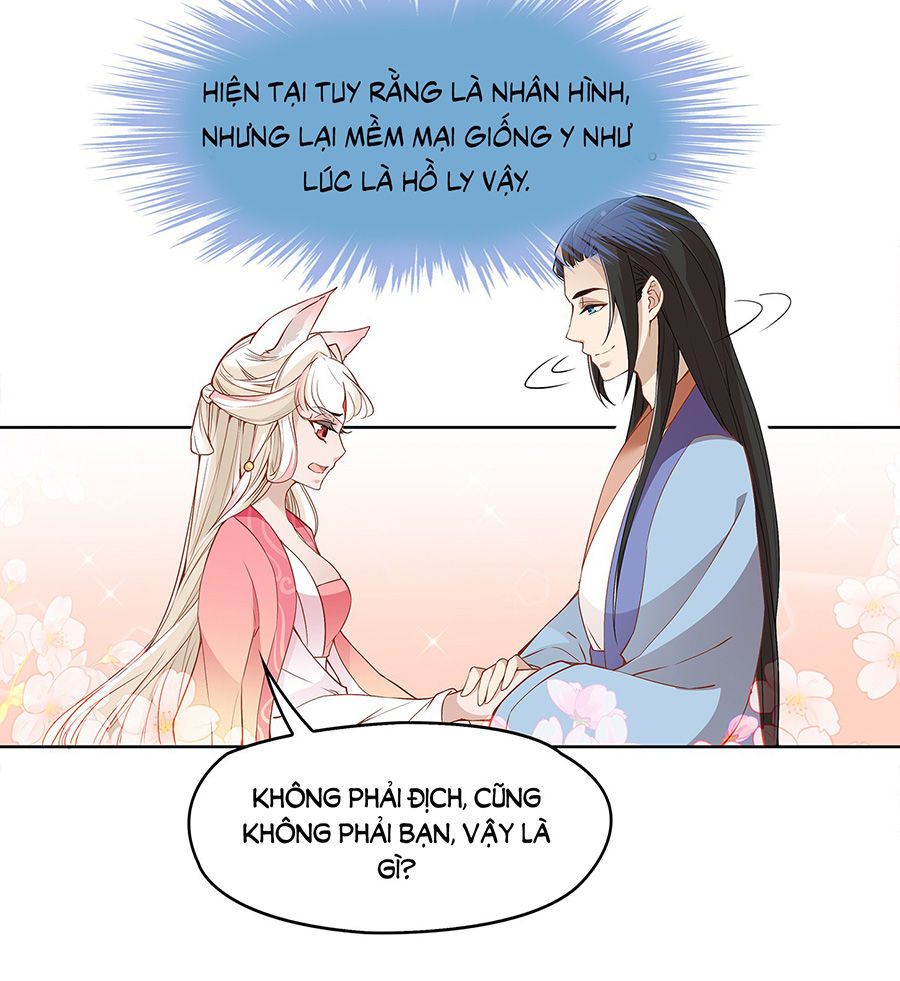 HIỆN TẠI TUY RẰNG LÀ NHÂN HÌNH,
NHƯNG LẠI MỀM MẠI GIỐNG Y NHƯ
LÚC LÀ HỒ LY VẬY.
KHÔNG PHẢI ĐỊCH, CŨNG
KHÔNG PHẢI BẠN, VẬY LÀ
GÌ?